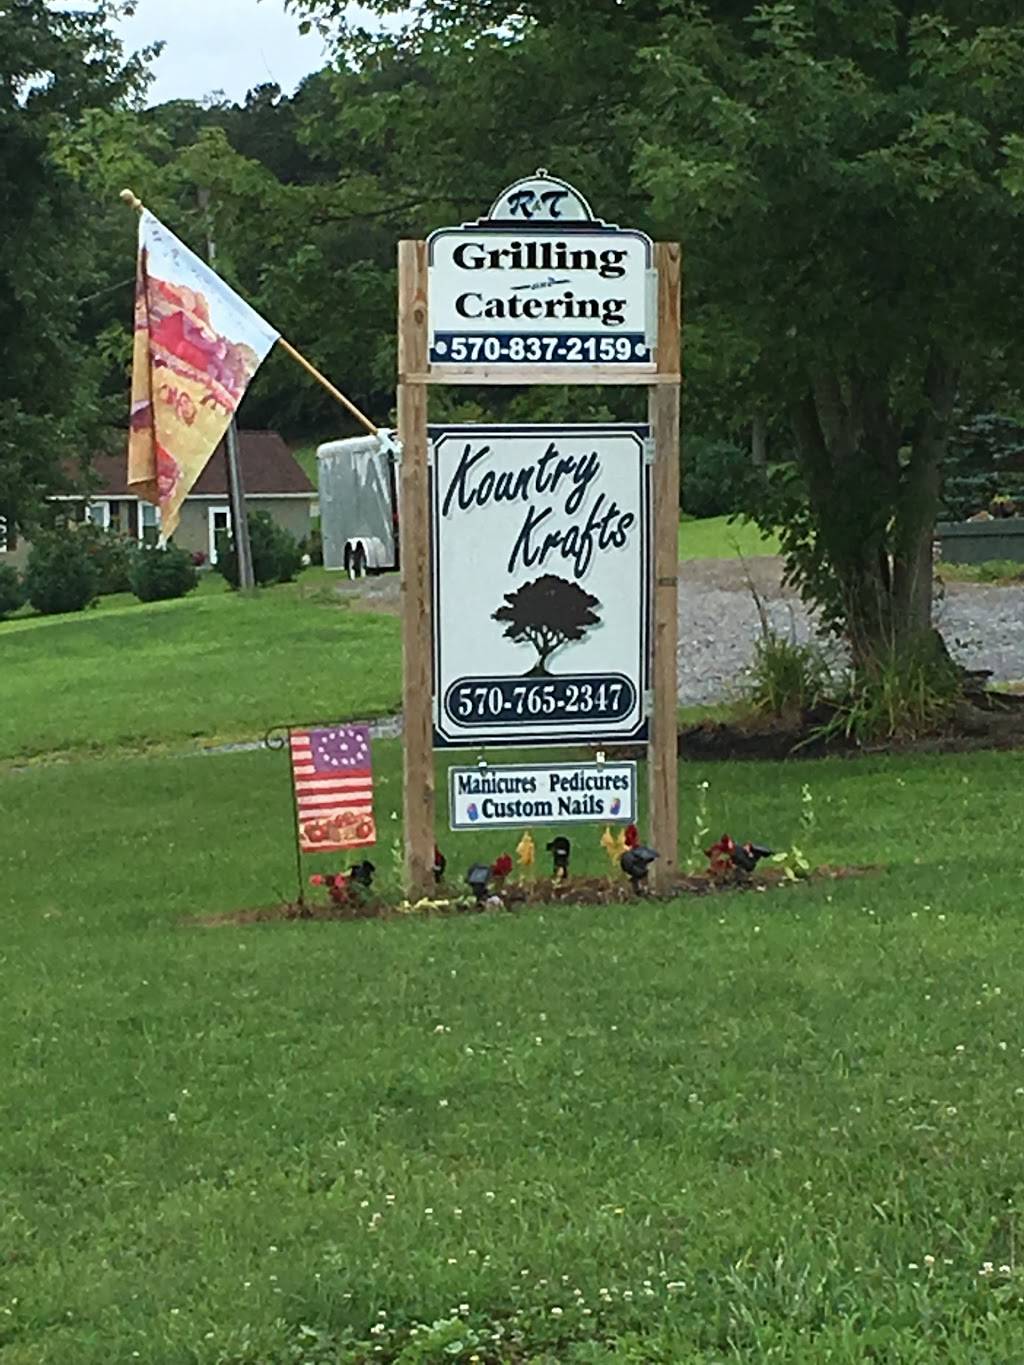 R&T
Grilling
and
Catering
570-837-2159
Kountry
Krafts
570-765-2347
Manicures Pedicures
Custom Nails